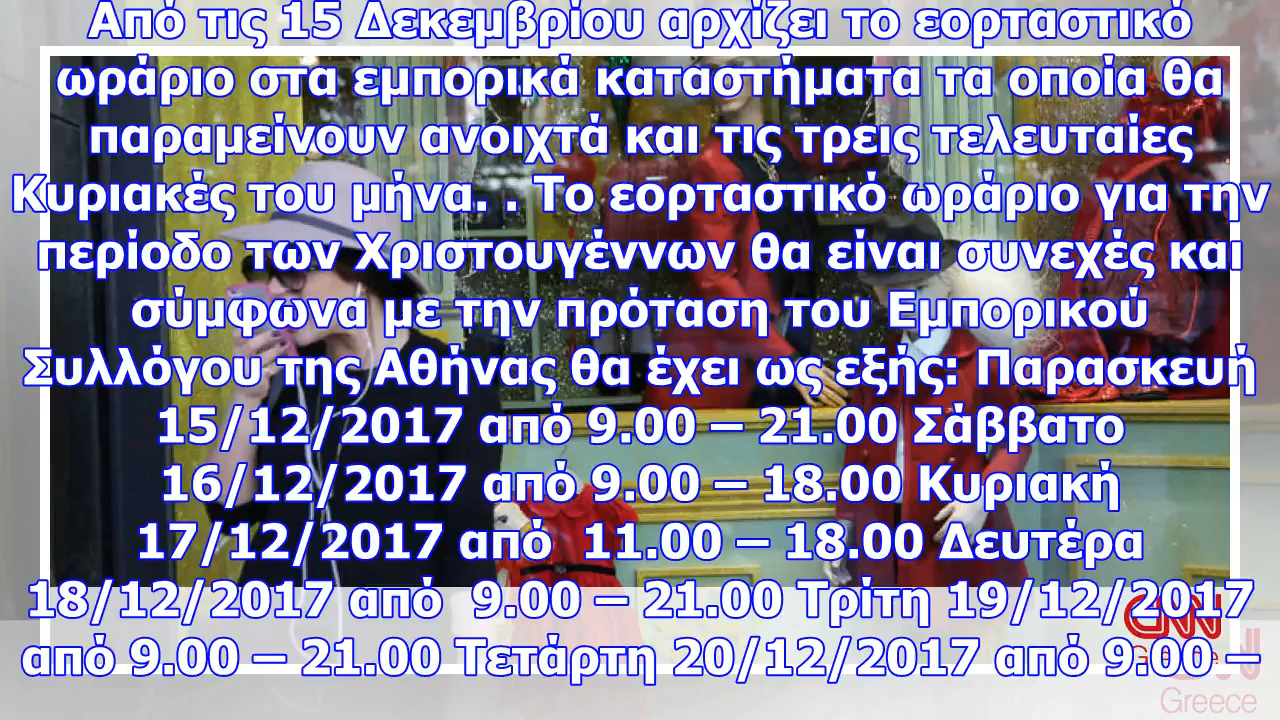 Από τις 15 Δεκεμβρίου αρχίζει το εορταστικό
ωράριο στα εμπορικά καταστήματα τα οποία θα
παραμείνουν ανοιχτά και τις τρεις τελευταίες
Κυριακές του μήνα. . Το εορταστικό ωράριο για την
περίοδο των Χριστουγέννων θα είναι συνεχές και
σύμφωνα με την πρόταση του Εμπορικού
Συλλόγου της Αθήνας θα έχει ως εξής: Παρασκευή
15/12/2017 από 9.00 – 21.00 Σάββατο
16/12/2017 από 9.00 – 18.00 Κυριακή
17/12/2017 από  11.00 – 18.00 Δευτέρα
18/12/2017 από  9.00 – 21.00 Τρίτη 19/12/2017
από 9.00 – 21.00 Τετάρτη 20/12/2017 από 9.00 –
CNN
Greece
Greece